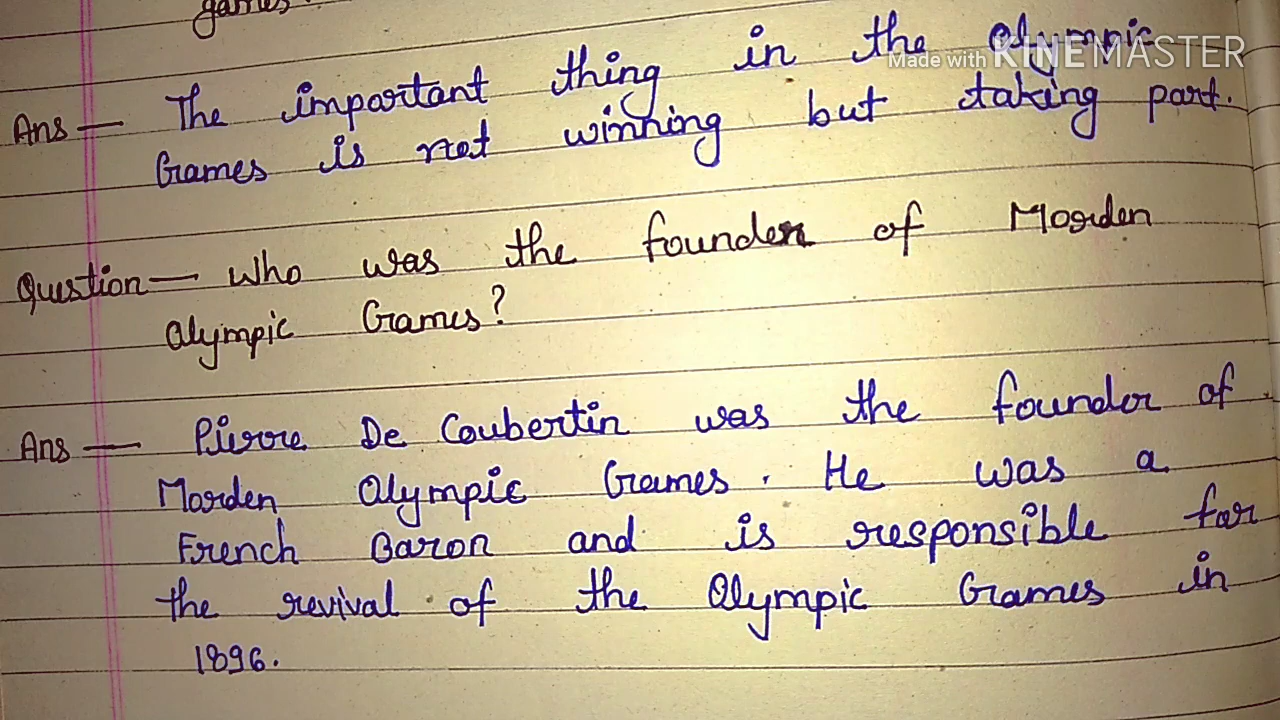 games
Ans — The important thing in the Olympic
Games is not winning but taking part.
Question — Who was the founder of Morden
Olympic Games?
Ans — Pierre De Coubertin was the founder of
Morden Olympic Games. He was a
French Baron and is responsible for
the revival of the Olympic Games in
1896.
Made with KINEMASTER